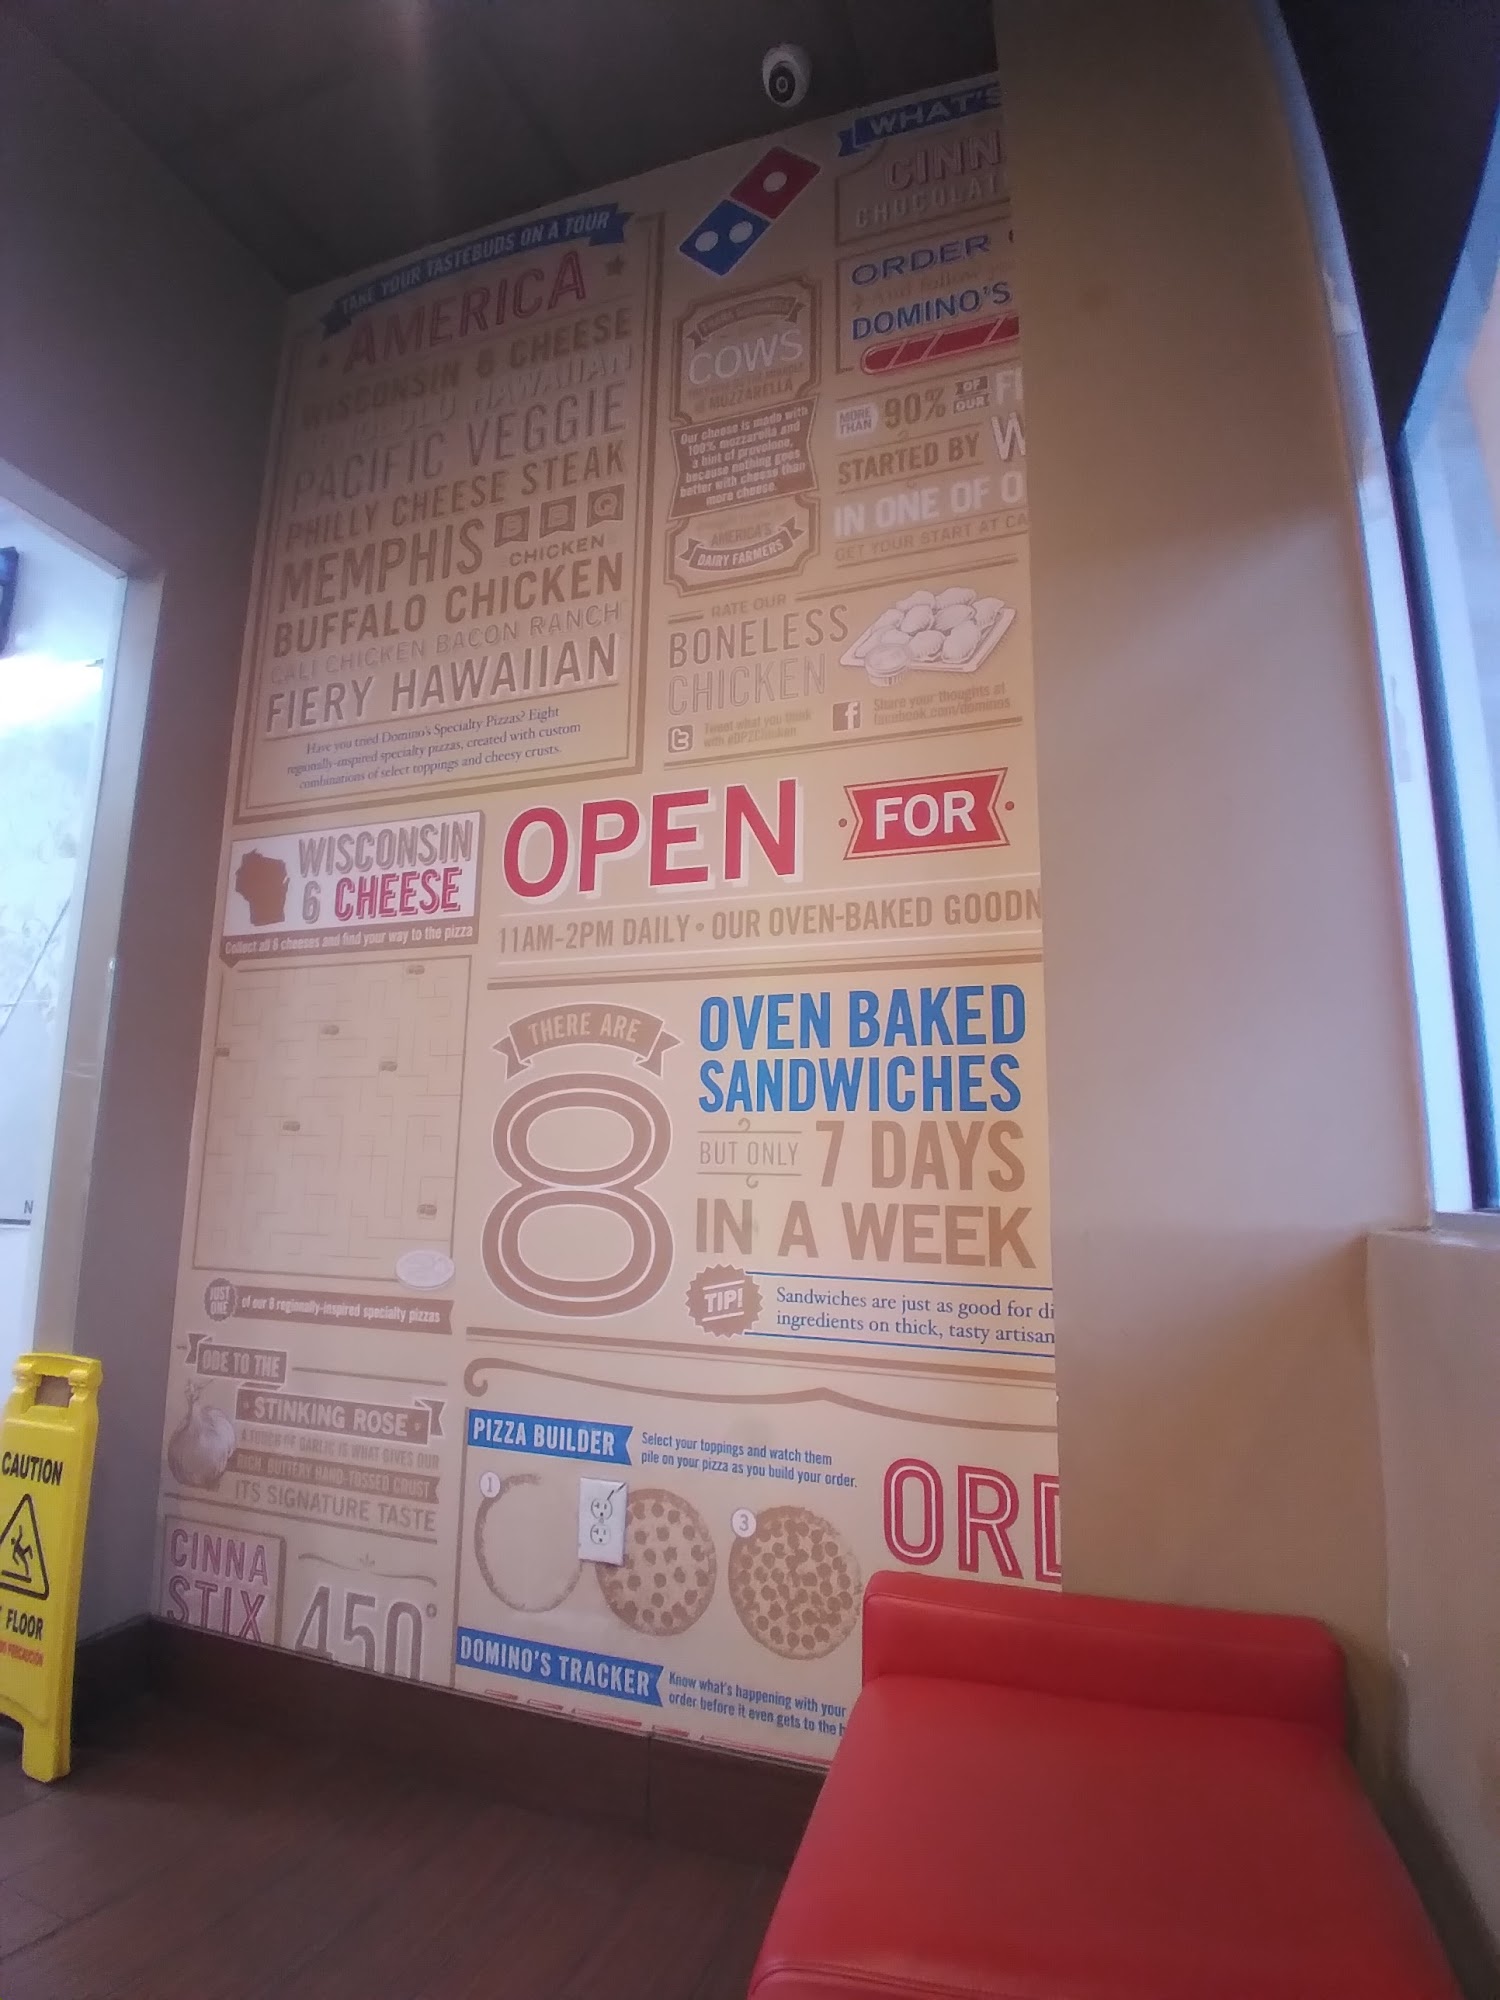 TAKE YOUR TASTEBUDS ON A TOUR
AMERICA
WISCONSIN 6 CHEESE
HAWAIIAN
PACIFIC VEGGIE
PHILLY CHEESE STEAK
MEMPHIS BBQ
CHICKEN
BUFFALO CHICKEN
CALI CHICKEN BACON RANCH
FIERY HAWAIIAN
Have you tried Domino's Specialty Pizzas? Eight
regionally-inspired specialty pizzas, created with custom
combinations of select toppings and cheesy crusts.
COWS
MOZZARELLA
Our cheese is made with
100% mozzarella and
a hint of provolone,
because nothing goes
better with cheese than
more cheese.
AMERICA'S
DAIRY FARMERS
WHAT'S
CINN
CHOCOLAT
ORDER
And follow
DOMINO'S
MORE THAN 90% OF OUR
STARTED BY W
IN ONE OF O
GET YOUR START AT CA
RATE OUR
BONELESS
CHICKEN
Tweet what you think
with #DPZChicken
f
Share your thoughts at
facebook.com/dominos
OPEN FOR
11AM-2PM DAILY • OUR OVEN-BAKED GOODN
WISCONSIN
6 CHEESE
Collect all 6 cheeses and find your way to the pizza
JUST ONE of our 8 regionally-inspired specialty pizzas
THERE ARE
8
OVEN BAKED
SANDWICHES
BUT ONLY 7 DAYS
IN A WEEK
TIP!
Sandwiches are just as good for di
ingredients on thick, tasty artisan
ODE TO THE
STINKING ROSE
A TOUCH OF GARLIC IS WHAT GIVES OUR
RICH, BUTTERY HAND-TOSSED CRUST
ITS SIGNATURE TASTE
CINNA
STIX
450°
PIZZA BUILDER
Select your toppings and watch them
pile on your pizza as you build your order.
1
3
ORD
DOMINO'S TRACKER
Know what's happening with your
order before it even gets to the
CAUTION
FLOOR
N